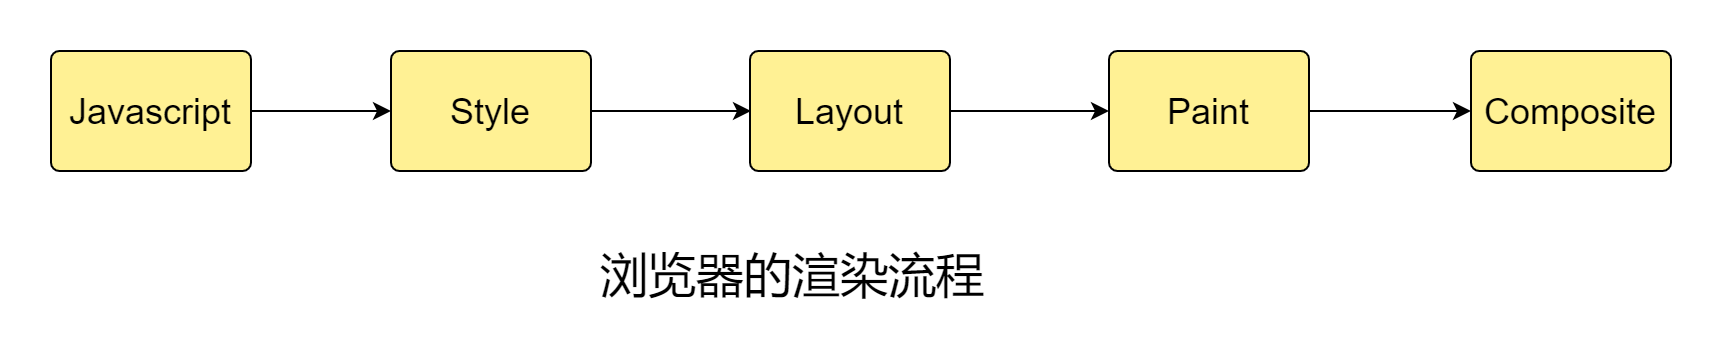 Javascript
Style
Layout
Paint
Composite
浏览器的渲染流程